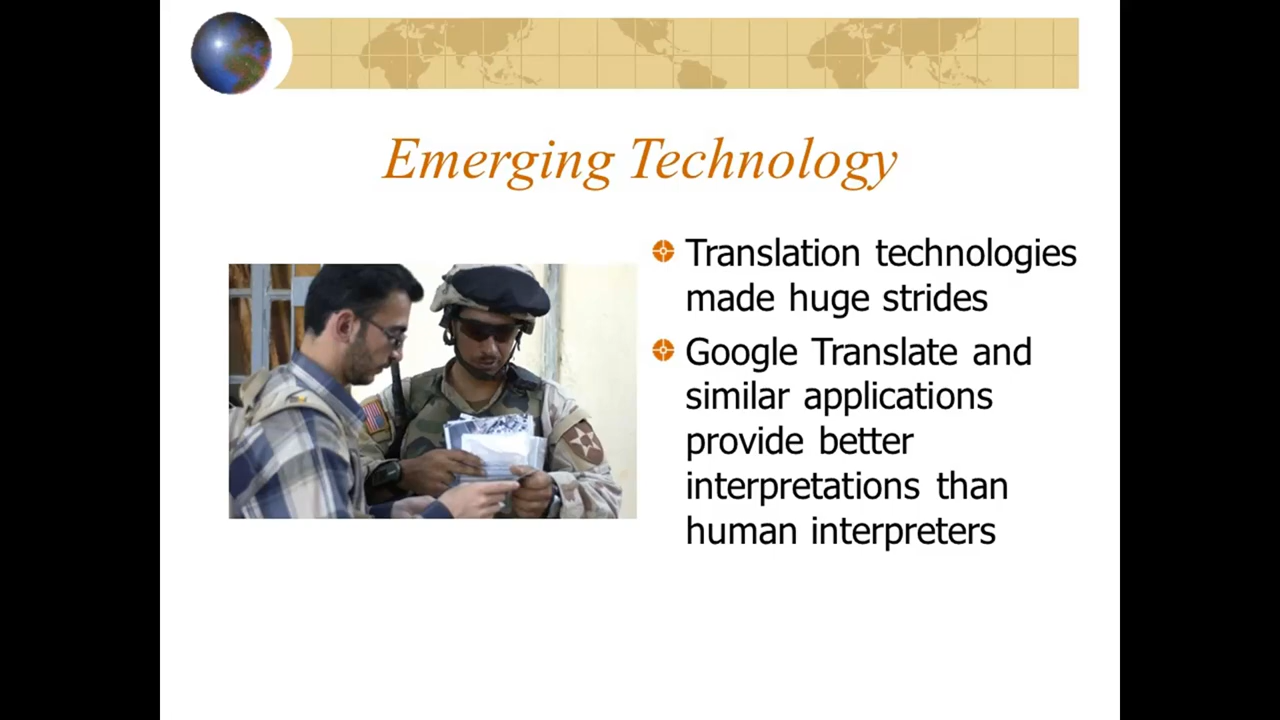 Emerging Technology
Translation technologies
made huge strides
Google Translate and
similar applications
provide better
interpretations than
human interpreters